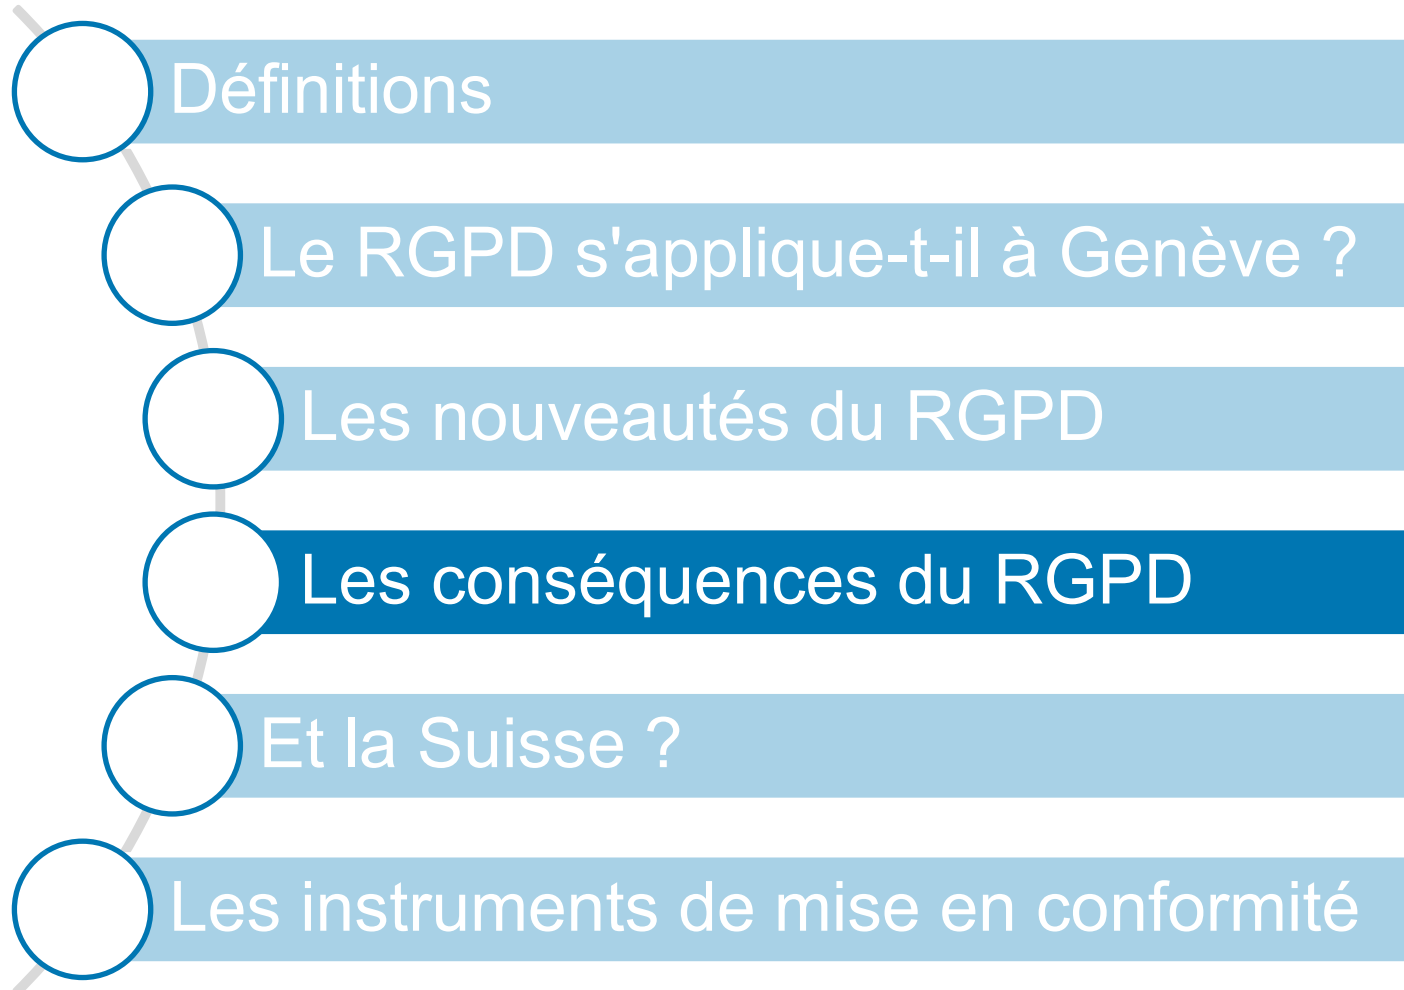 Définitions
Le RGPD s'applique-t-il à Genève ?
Les nouveautés du RGPD
Les conséquences du RGPD
Et la Suisse ?
Les instruments de mise en conformité